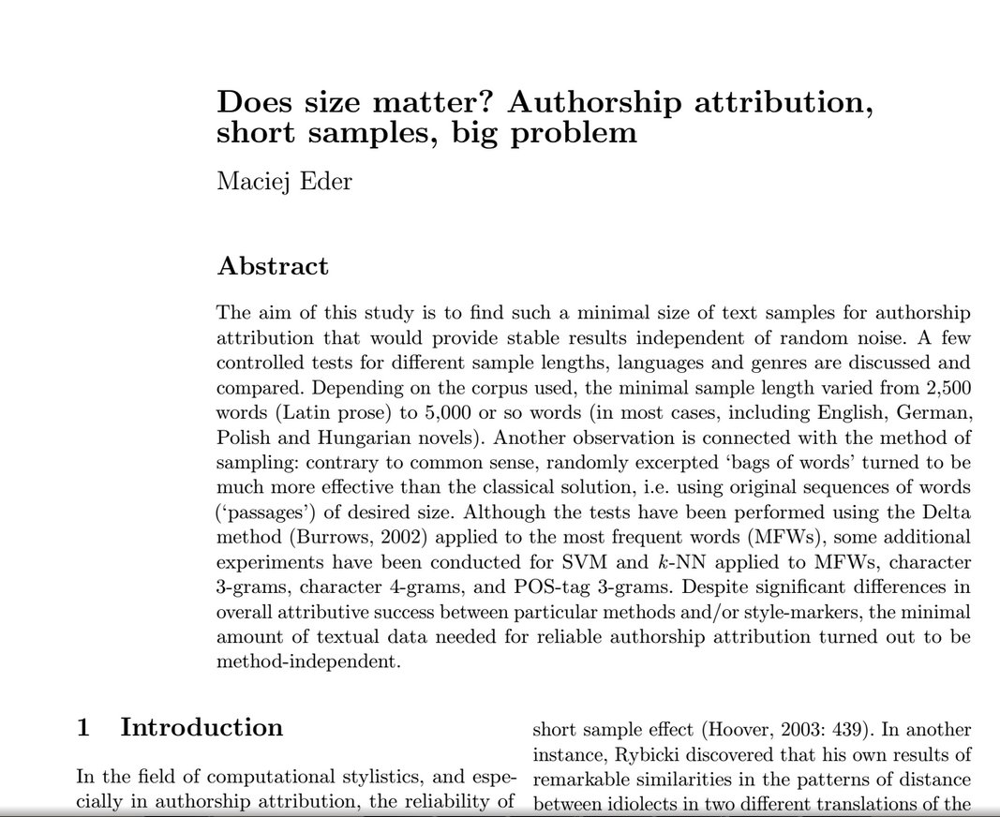 Does size matter? Authorship attribution,
short samples, big problem
Maciej Eder
Abstract
The aim of this study is to find such a minimal size of text samples for authorship
attribution that would provide stable results independent of random noise. A few
controlled tests for different sample lengths, languages and genres are discussed and
compared. Depending on the corpus used, the minimal sample length varied from 2,500
words (Latin prose) to 5,000 or so words (in most cases, including English, German,
Polish and Hungarian novels). Another observation is connected with the method of
sampling: contrary to common sense, randomly excerpted ‘bags of words’ turned to be
much more effective than the classical solution, i.e. using original sequences of words
(‘passages’) of desired size. Although the tests have been performed using the Delta
method (Burrows, 2002) applied to the most frequent words (MFWs), some additional
experiments have been conducted for SVM and k-NN applied to MFWs, character
3-grams, character 4-grams, and POS-tag 3-grams. Despite significant differences in
overall attributive success between particular methods and/or style-markers, the minimal
amount of textual data needed for reliable authorship attribution turned out to be
method-independent.
1 Introduction
In the field of computational stylistics, and espe-
cially in authorship attribution, the reliability of
short sample effect (Hoover, 2003: 439). In another
instance, Rybicki discovered that his own results of
remarkable similarities in the patterns of distance
between idiolects in two different translations of the